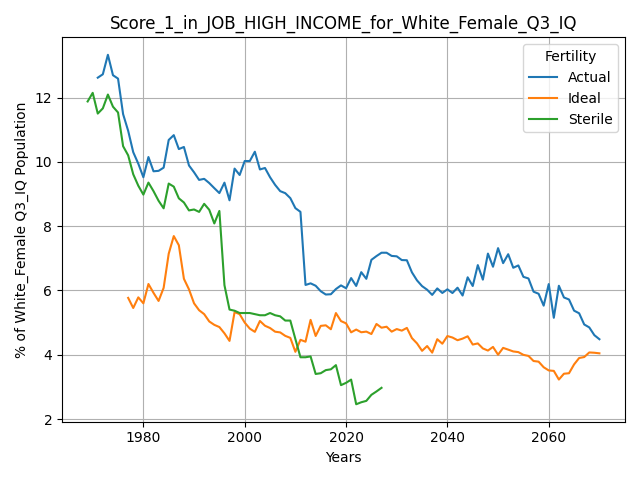 Score_1_in_JOB_HIGH_INCOME_for_White_Female_Q3_IQ
Fertility
Actual
Ideal
Sterile
% of White_Female Q3_IQ Population
12
10
8
6
4
2
1980
2000
2020
2040
2060
Years